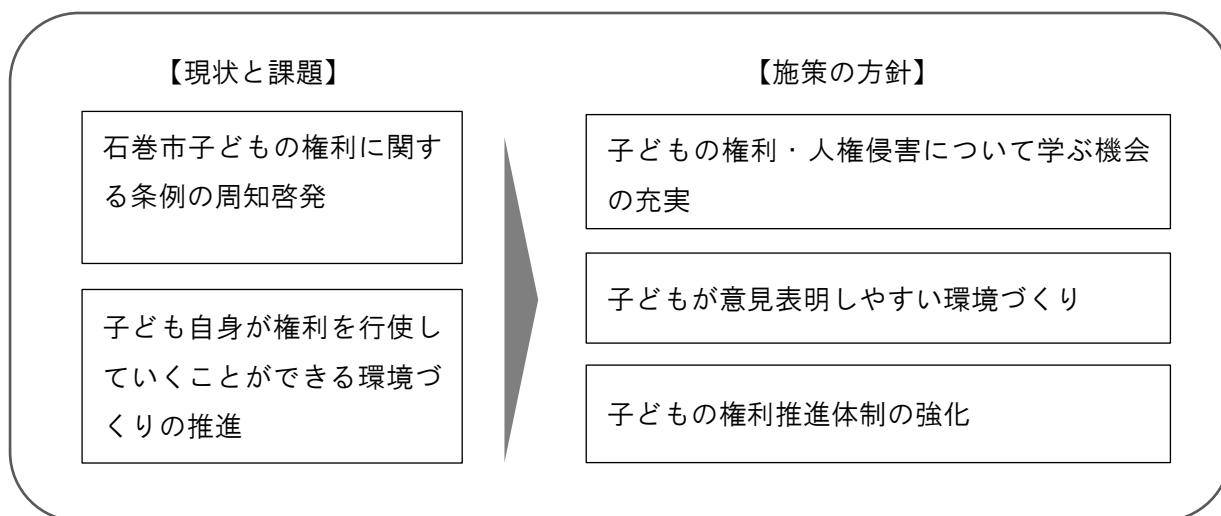 【現状と課題】
石巻市子どもの権利に関す
る条例の周知啓発
子ども自身が権利を行使し
ていくことができる環境づ
くりの推進
【施策の方針】
子どもの権利・人権侵害について学ぶ機会
の充実
子どもが意見表明しやすい環境づくり
子どもの権利推進体制の強化